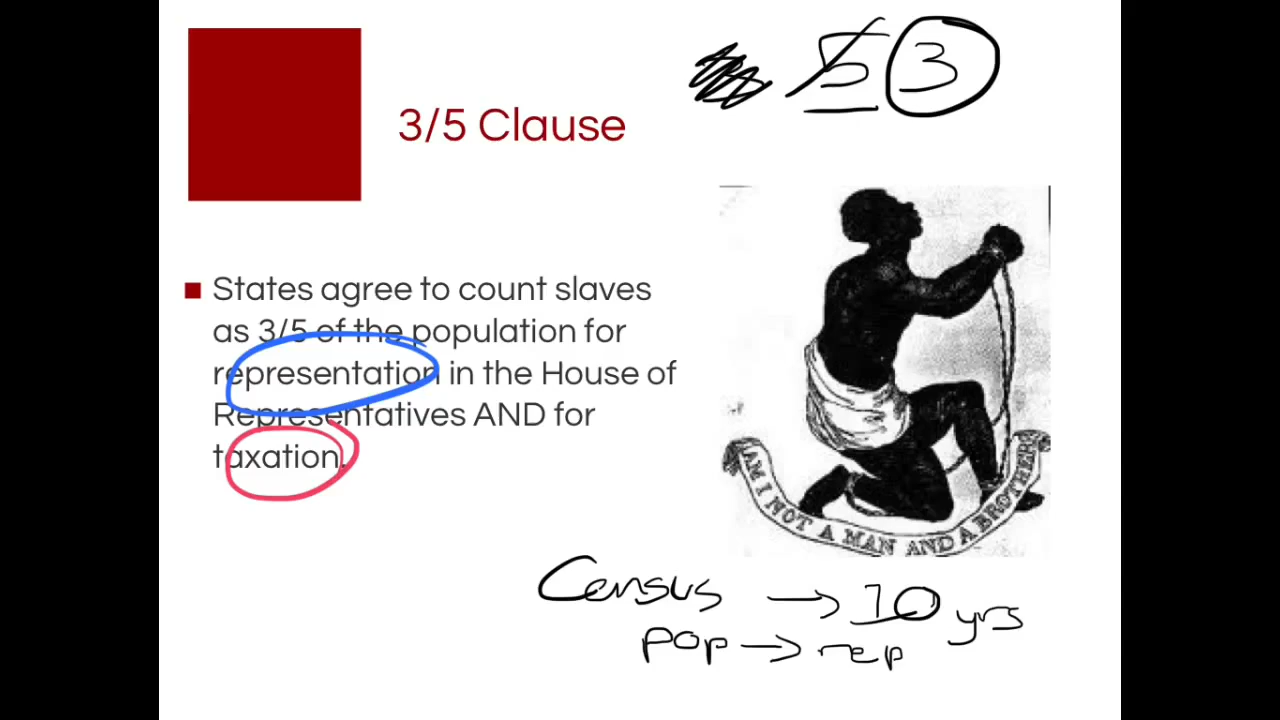 3/5 Clause
5 3
States agree to count slaves
as 3/5 of the population for
representation in the House of
Representatives AND for
taxation.
AM I NOT A MAN AND A BROTHER
Census → 10 yrs
pop → rep